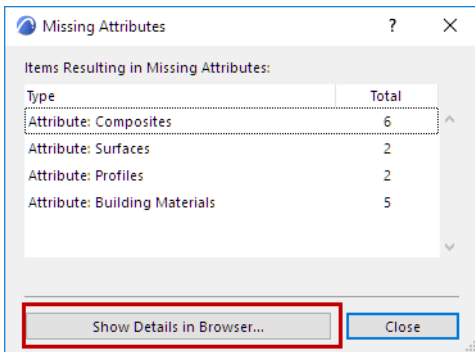 Missing Attributes ?
Items Resulting in Missing Attributes:
Type Total
Attribute: Composites 6
Attribute: Surfaces 2
Attribute: Profiles 2
Attribute: Building Materials 5
Show Details in Browser... Close